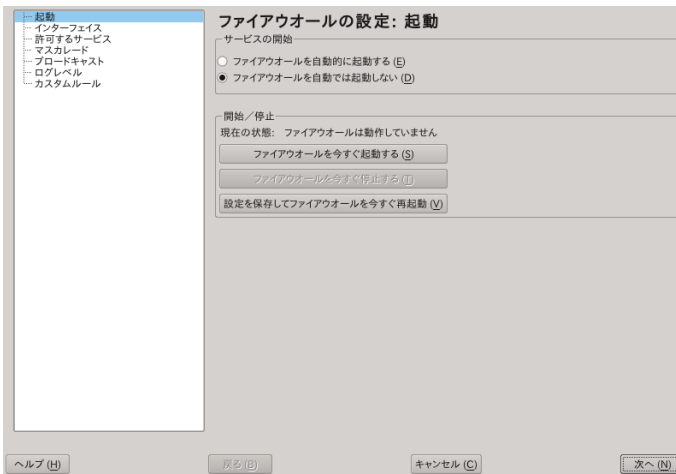 起動
インターフェイス
許可するサービス
マスカレード
ブロードキャスト
ログレベル
カスタムルール
ファイアウオールの設定: 起動
サービスの開始
ファイアウオールを自動的に起動する (E)
ファイアウオールを自動では起動しない (D)
開始／停止
現在の状態: ファイアウオールは動作していません
ファイアウオールを今すぐ起動する (S)
ファイアウオールを今すぐ停止する (T)
設定を保存してファイアウオールを今すぐ再起動 (V)
ヘルプ (H)
戻る (B)
キャンセル (C)
次へ (N)